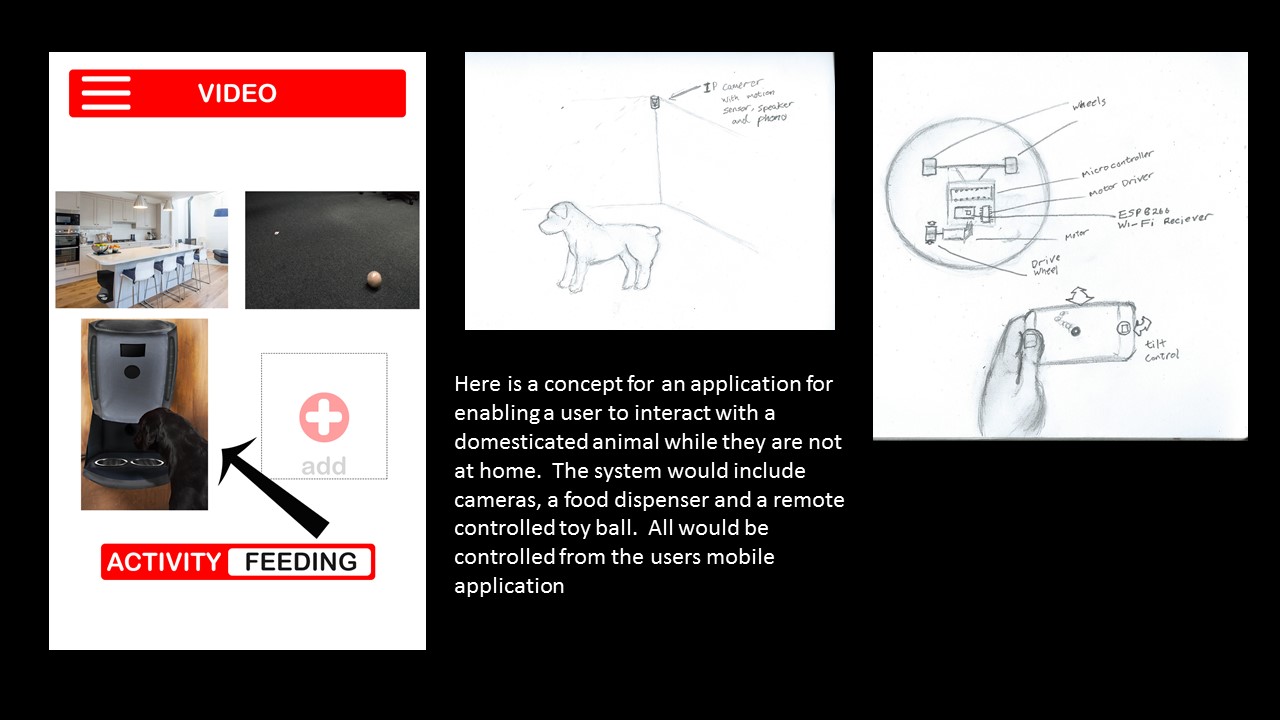 VIDEO
add
ACTIVITY FEEDING
IP camerar
with motion
sensor, speaker
and photo
Here is a concept for an application for
enabling a user to interact with a
domesticated animal while they are not
at home. The system would include
cameras, a food dispenser and a remote
controlled toy ball. All would be
controlled from the users mobile
application
wheels
Microcontroller
Motor Driver
ESP8266
Wi-Fi Reciever
Motor
Drive
Wheel
tilt
control